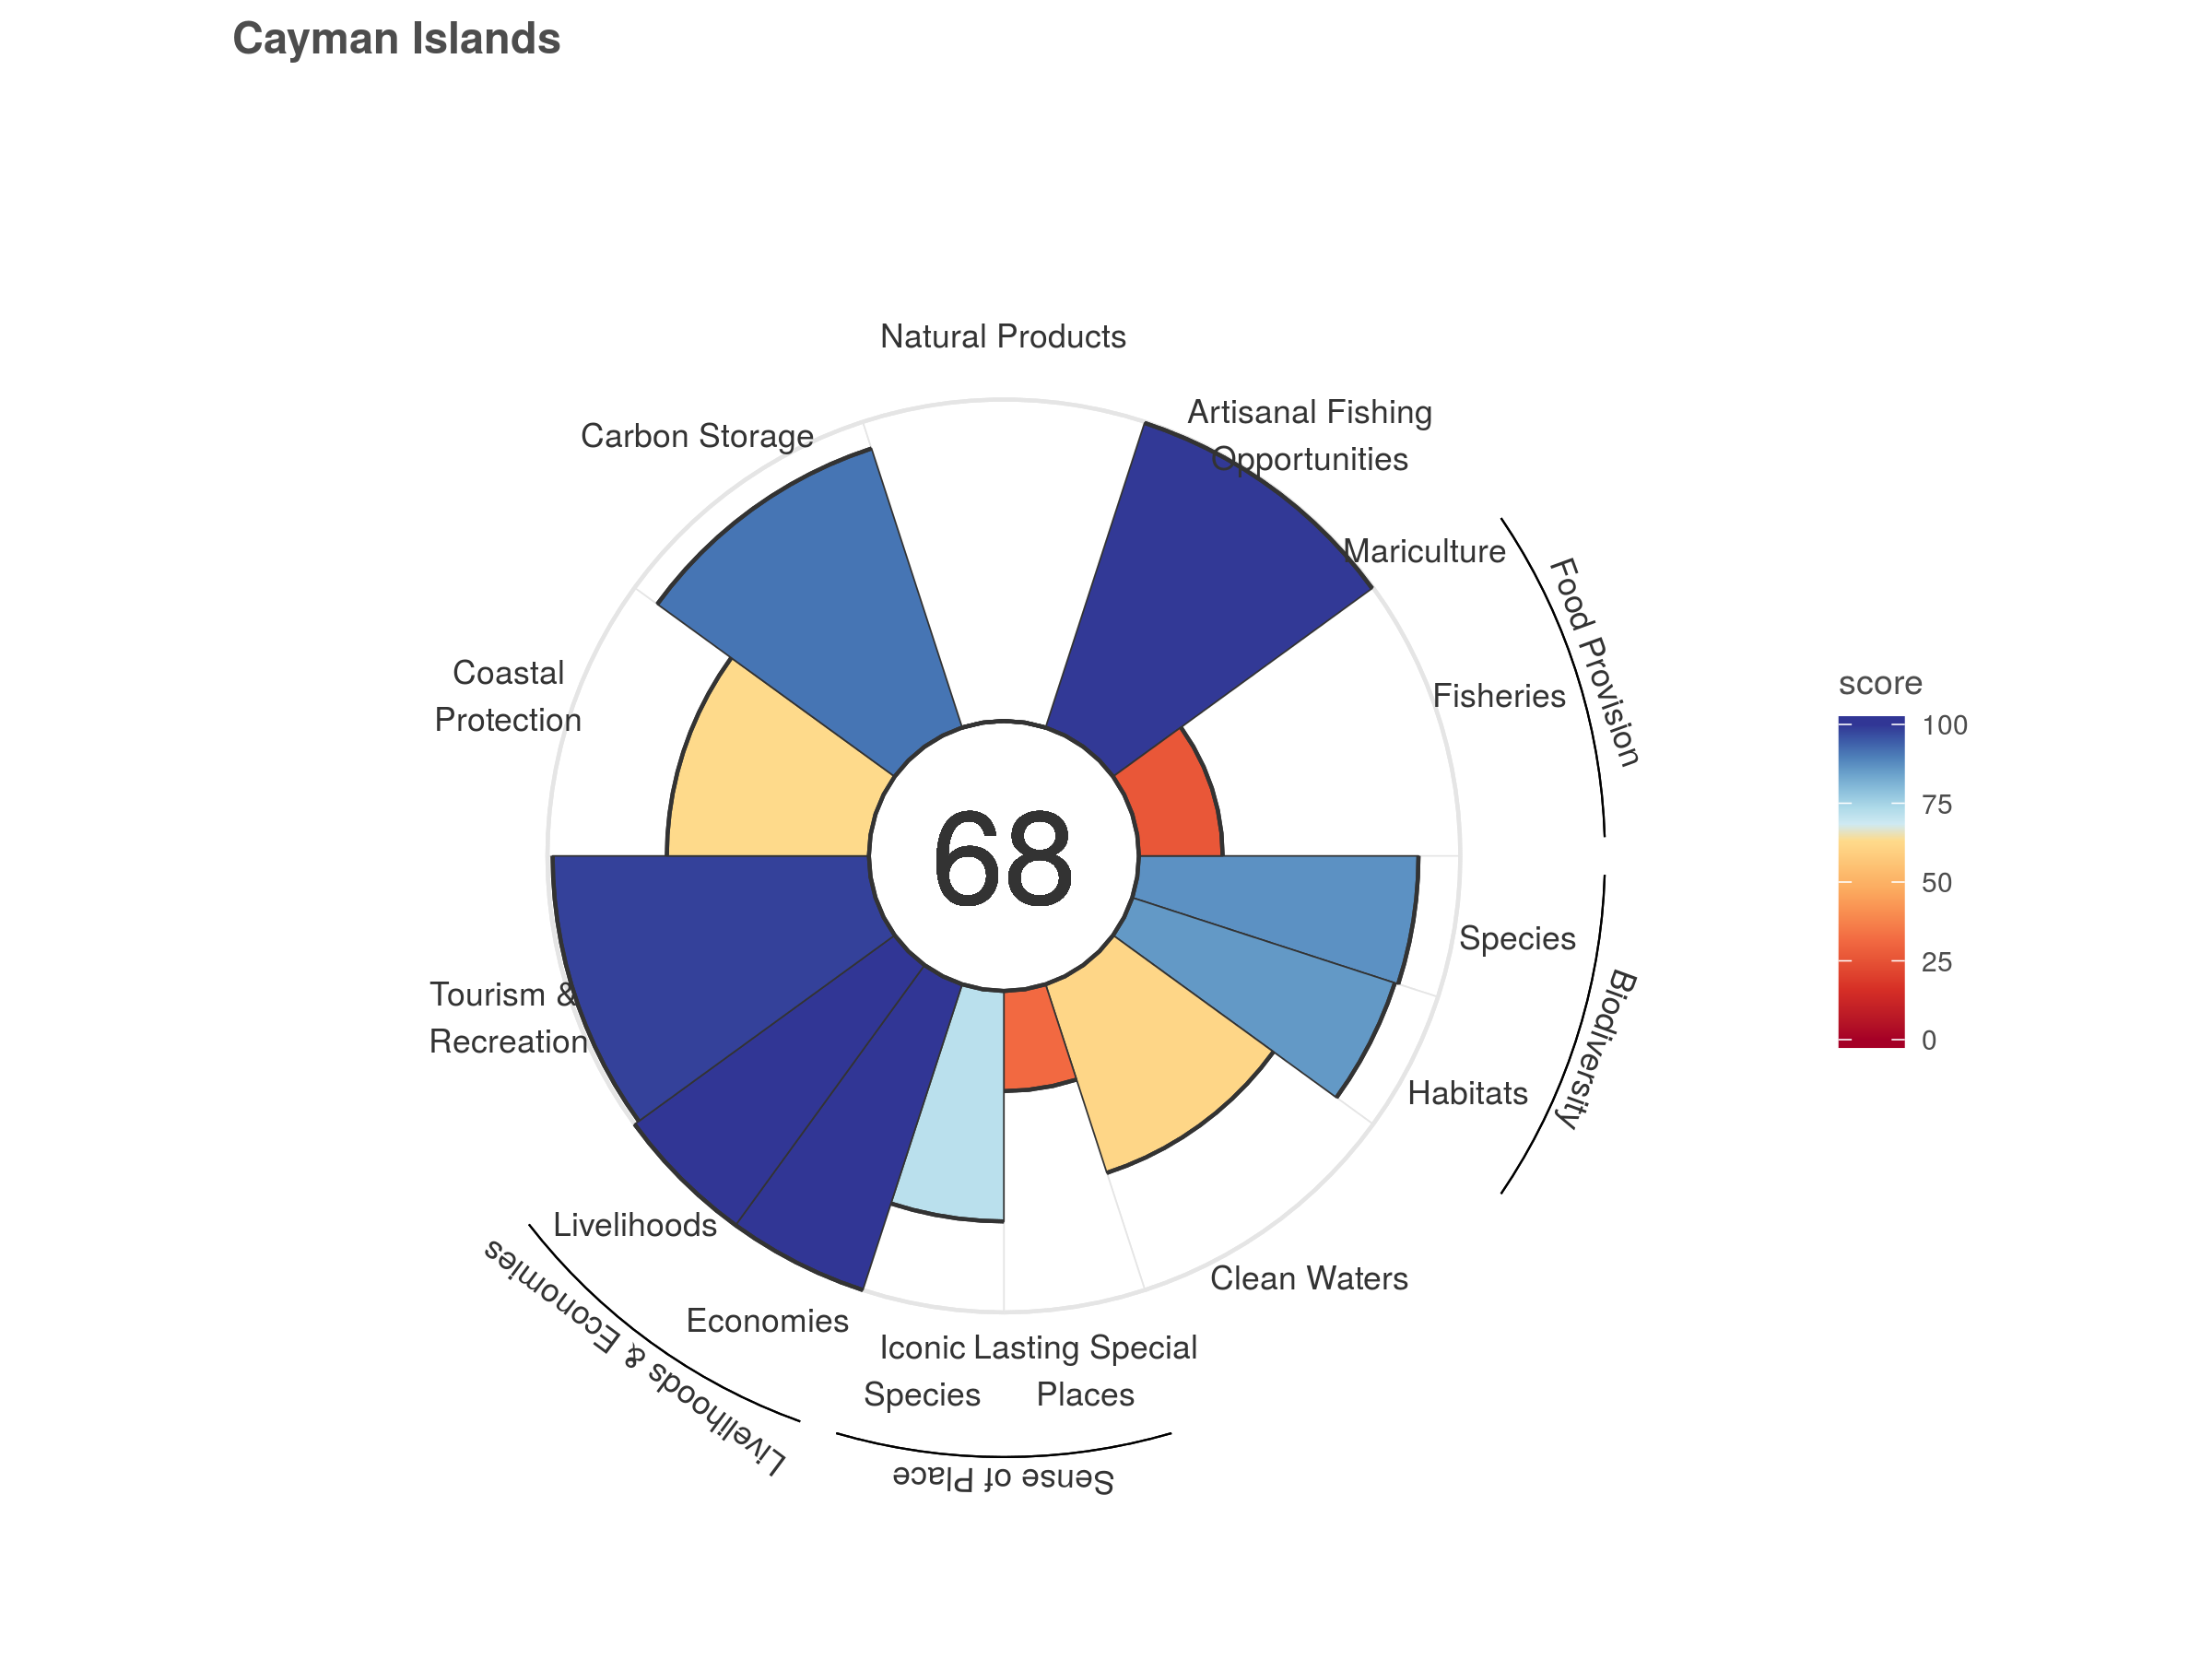 Cayman Islands
Natural Products
Artisanal Fishing
Opportunities
Carbon Storage
Mariculture
Food Provision
Fisheries
Coastal
Protection
score
100
75
50
25
0
68
Species
Biodiversity
Habitats
Tourism &
Recreation
Livelihoods
Clean Waters
Economies
Livelihoods & Economies
Iconic
Species
Lasting Special
Places
Sense of Place